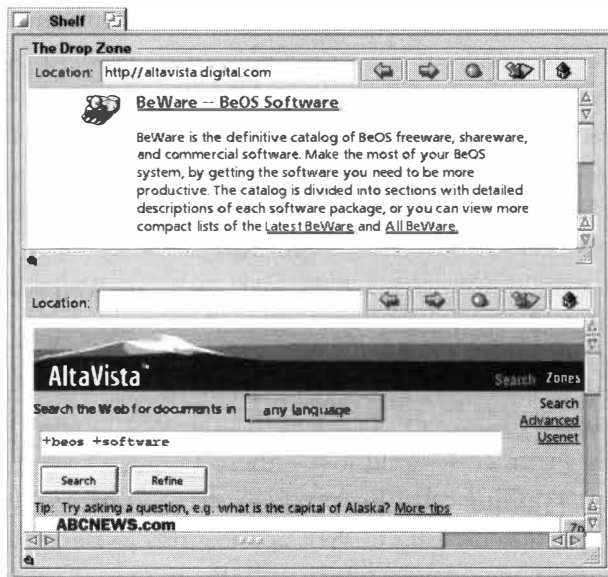 Shelf
The Drop Zone
Location: http://altavista.digital.com
BeWare -- BeOS Software
BeWare is the definitive catalog of BeOS freeware, shareware,
and commercial software. Make the most of your BeOS
system, by getting the software you need to be more
productive. The catalog is divided into sections with detailed
descriptions of each software package, or you can view more
compact lists of the Latest BeWare and All BeWare.
Location:
AltaVista™
Search Zones
Search the Web for documents in any language
Search
Advanced
Usenet
+beos +software
Search Refine
Tip: Try asking a question, e.g. what is the capital of Alaska? More tips
ABCNEWS.com